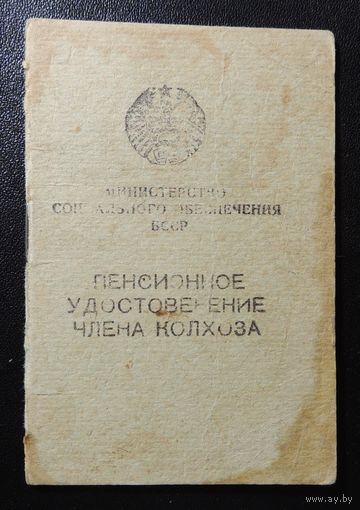 МИНИСТЕРСТВО
СОЦИАЛЬНОГО ОБЕСПЕЧЕНИЯ
БССР
ПЕНСИОННОЕ
УДОСТОВЕРЕНИЕ
ЧЛЕНА КОЛХОЗА
www.ay.by